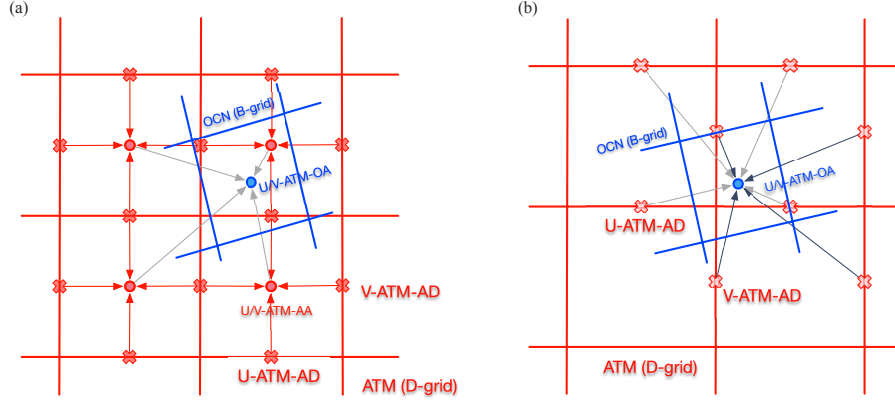 (a)
(b)
OCN (B-grid)
U/V-ATM-OA
V-ATM-AD
U/V-ATM-AA
U-ATM-AD
ATM (D-grid)
OCN (B-grid)
U/V-ATM-OA
U-ATM-AD
V-ATM-AD
ATM (D-grid)